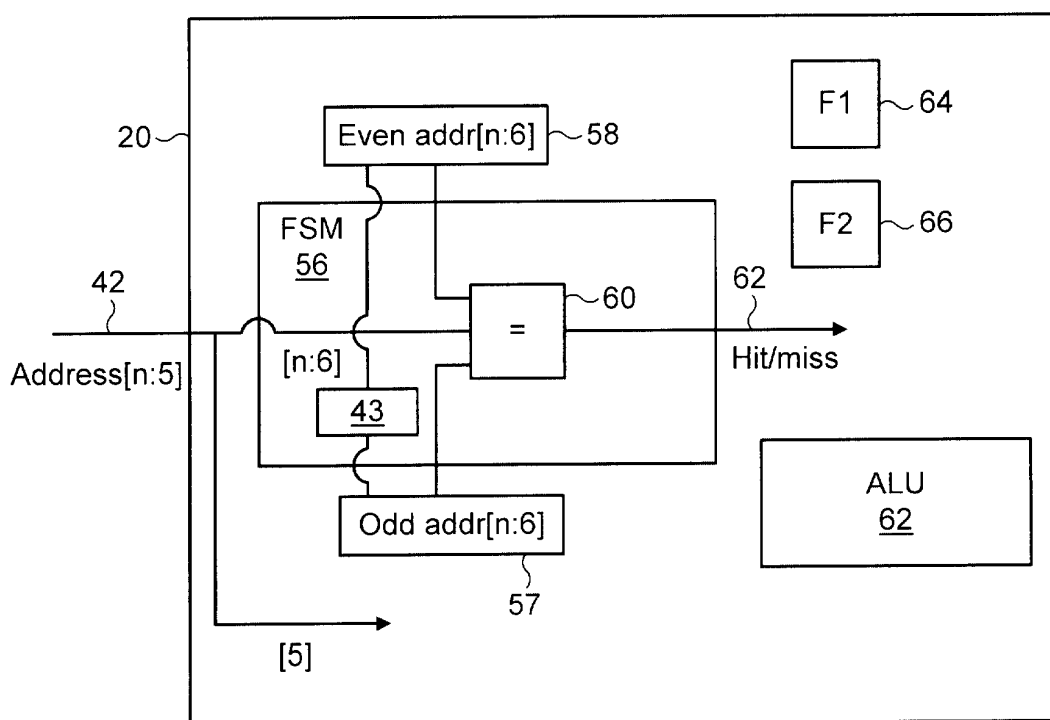 F1
64
20
Even addr[n:6]
58
F2
66
FSM
56
42
60
62
=
Address[n:5]
[n:6]
Hit/miss
43
ALU
62
Odd addr[n:6]
57
[5]